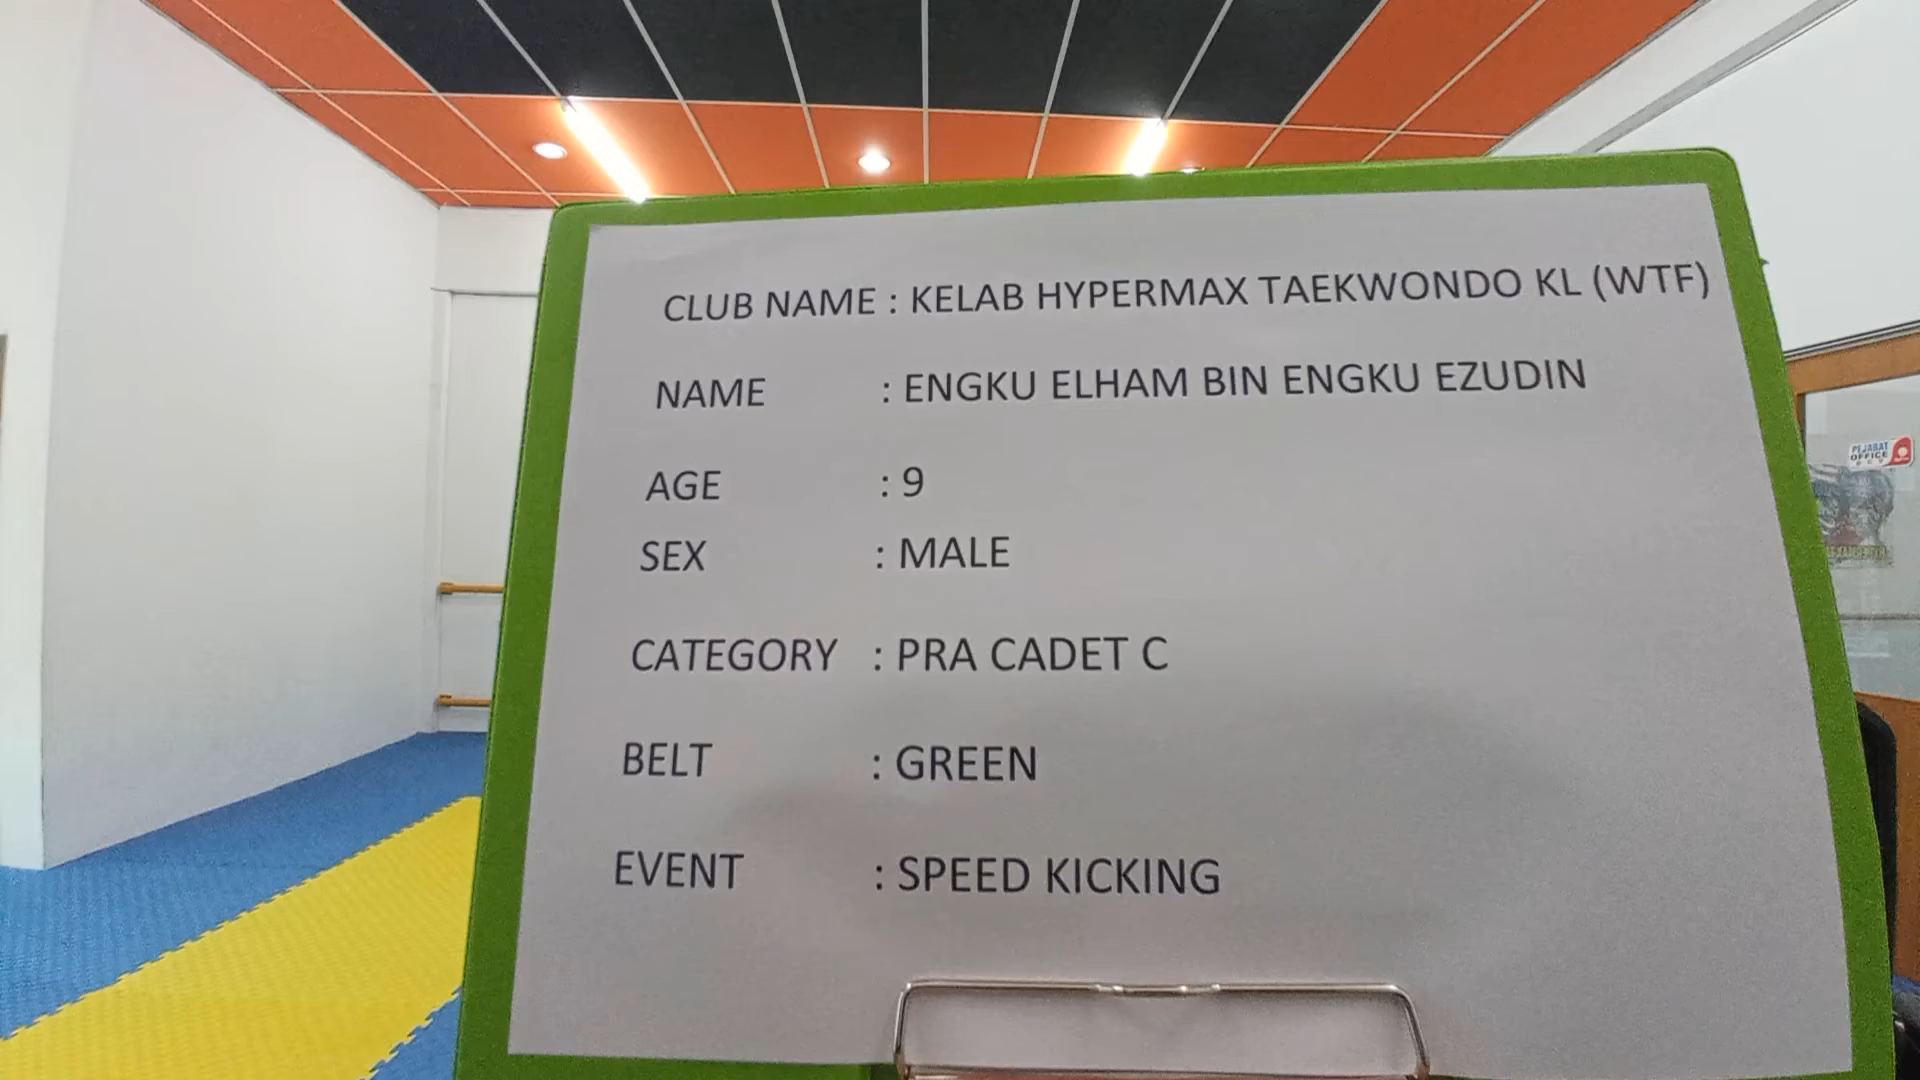 CLUB NAME : KELAB HYPERMAX TAEKWONDO KL (WTF)
NAME : ENGKU ELHAM BIN ENGKU EZUDIN
AGE : 9
SEX : MALE
CATEGORY : PRA CADET C
BELT : GREEN
EVENT : SPEED KICKING
PEJABAT
OFFICE